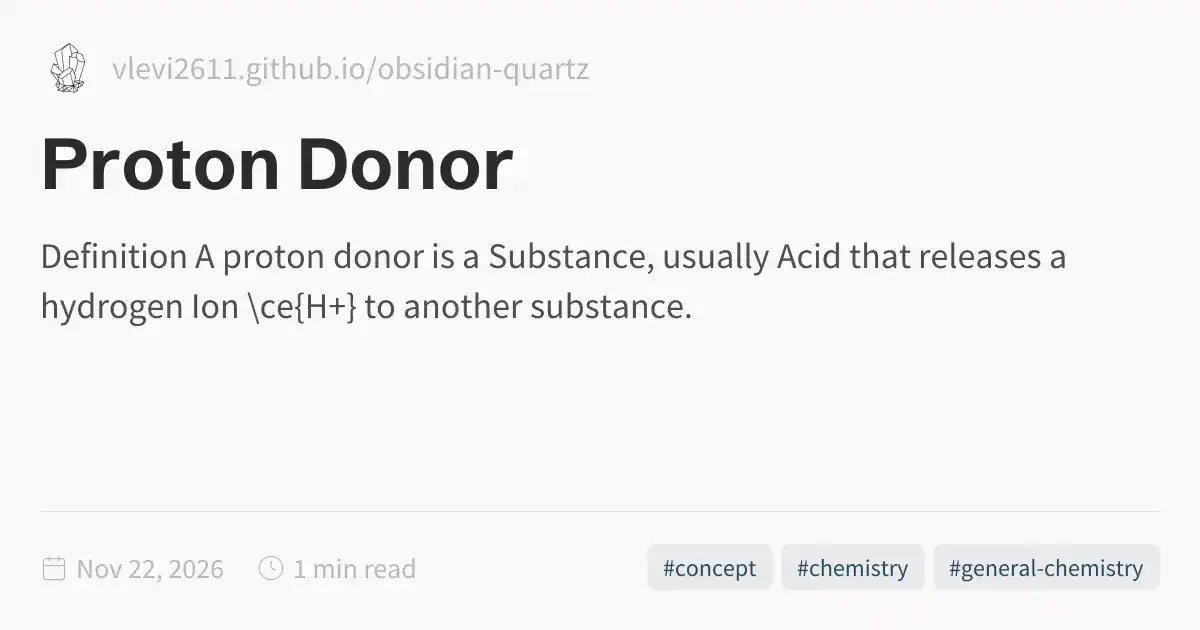 vlevi2611.github.io/obsidian-quartz
Proton Donor
Definition A proton donor is a Substance, usually Acid that releases a
hydrogen Ion \ce{H+} to another substance.
Nov 22, 2026 1 min read #concept #chemistry #general-chemistry